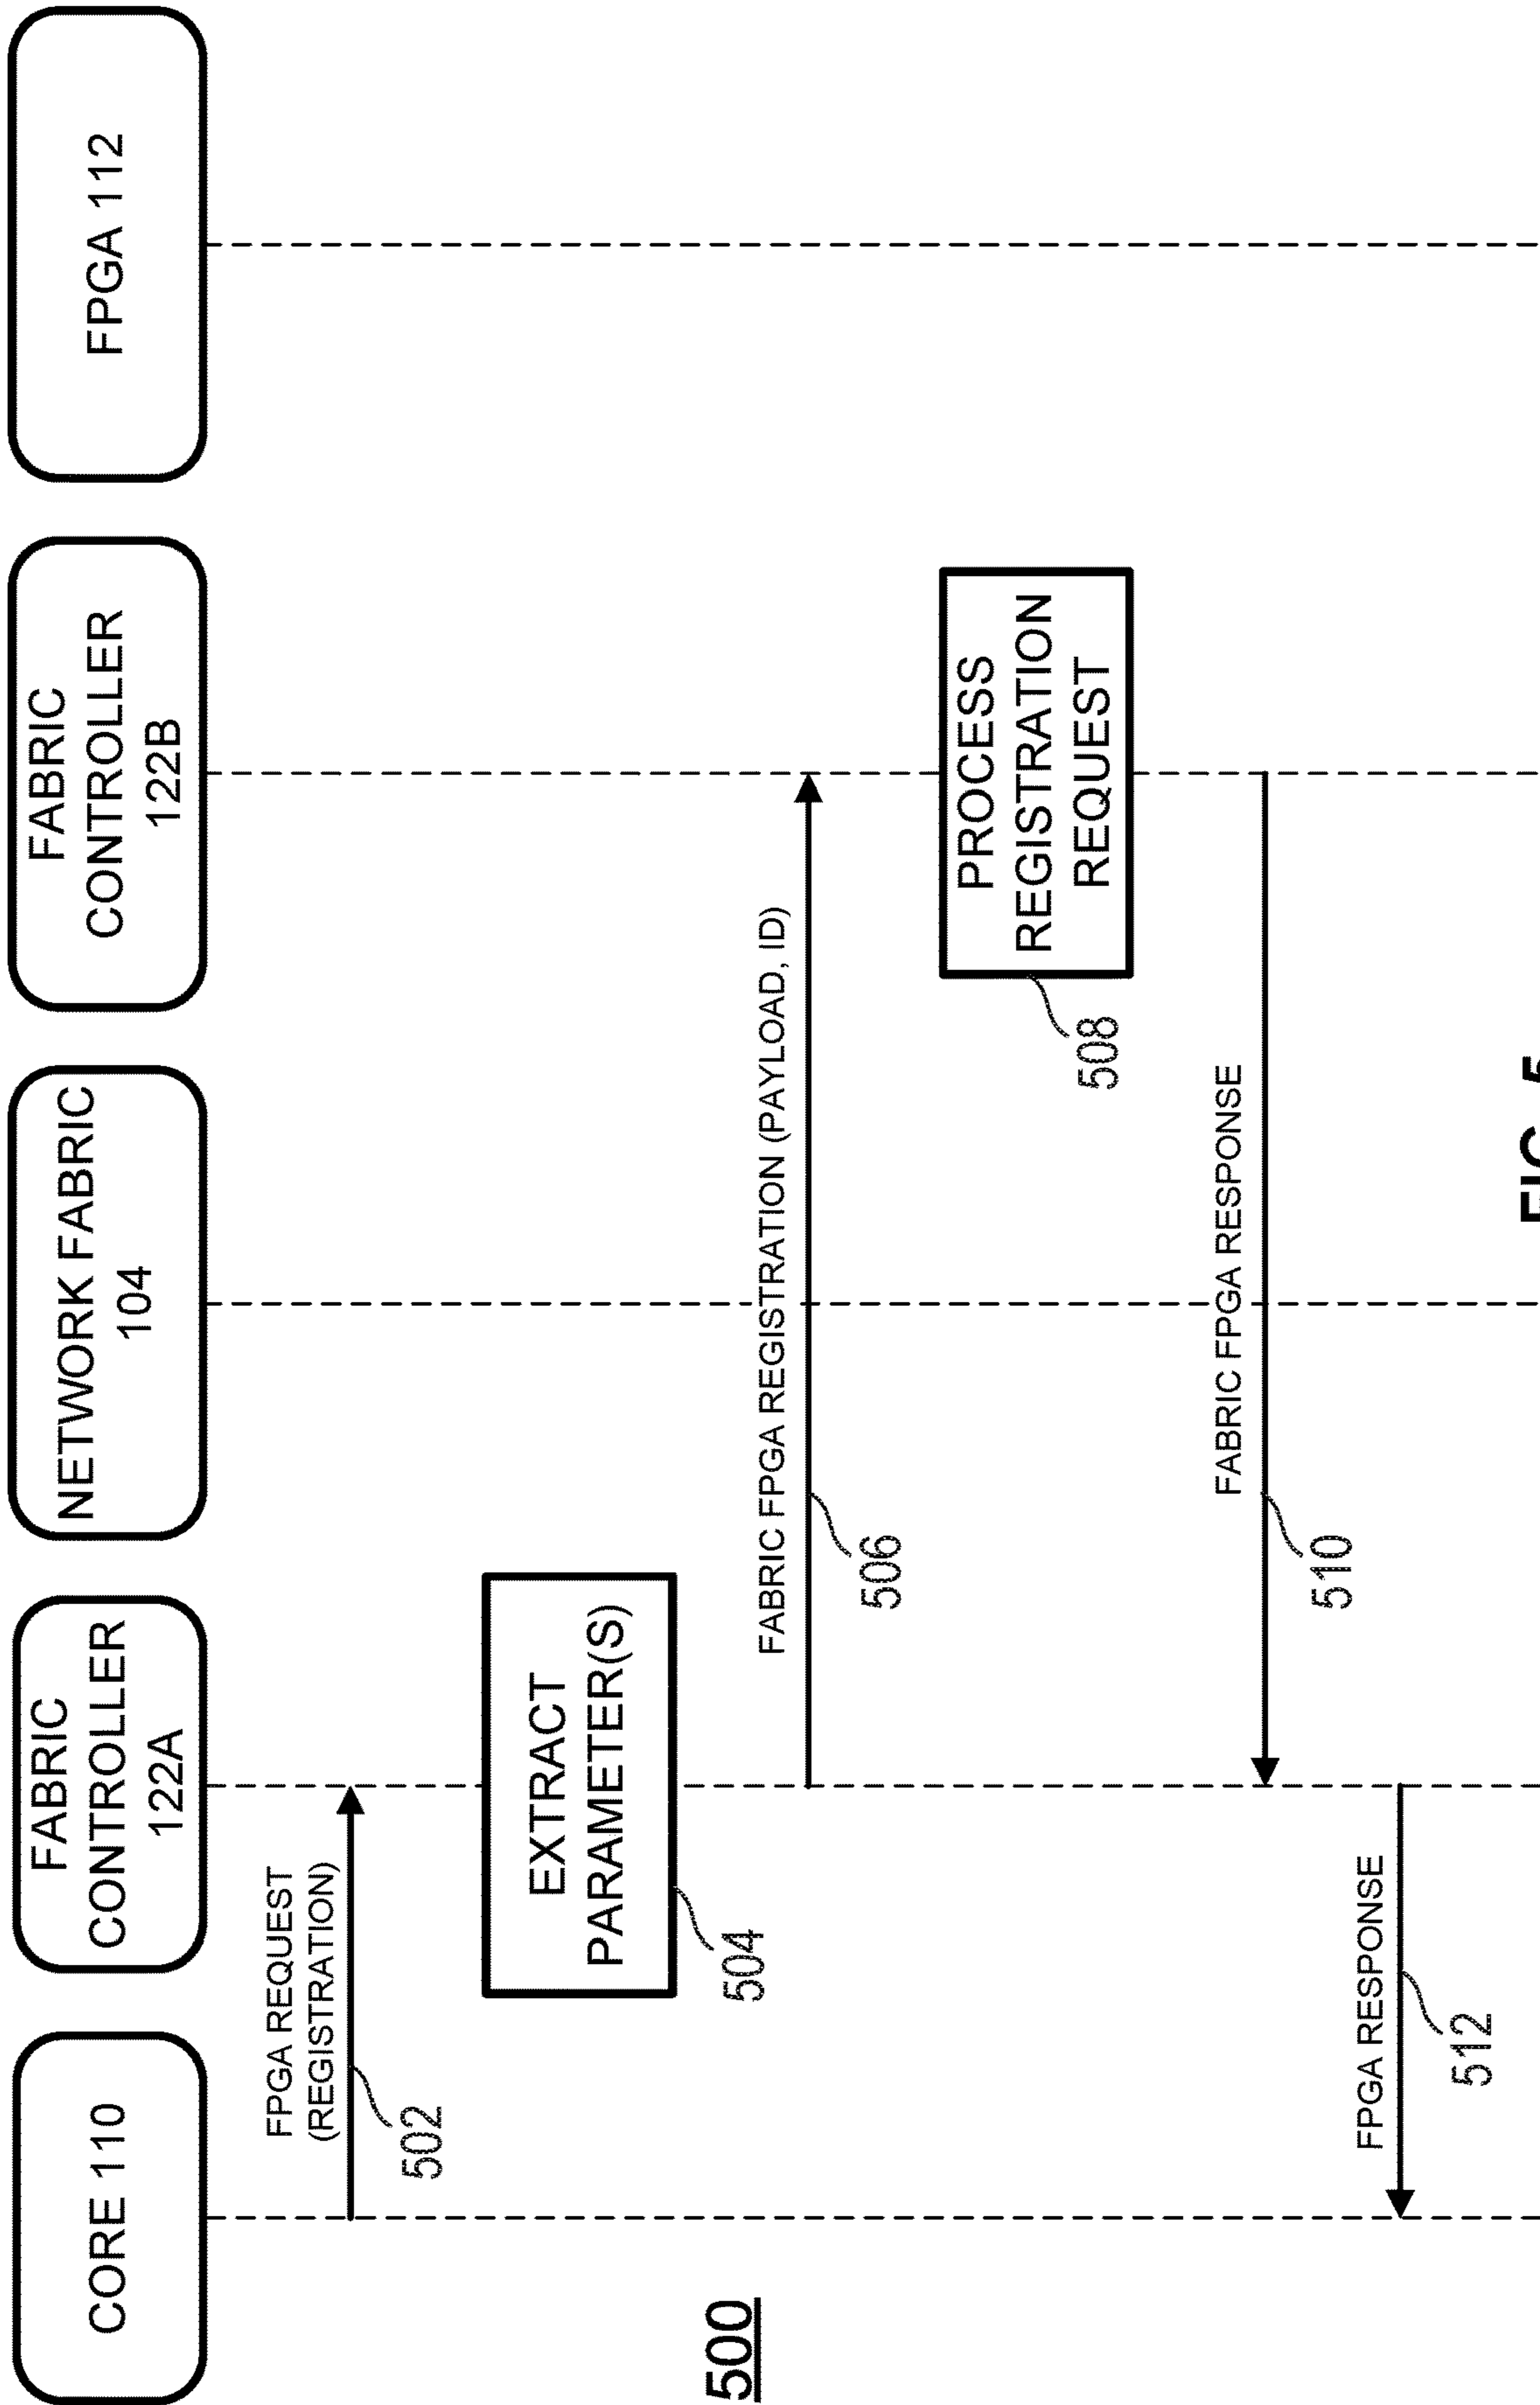 CORE 110
FABRIC
CONTROLLER
122A
NETWORK FABRIC
104
FABRIC
CONTROLLER
122B
FPGA 112
FPGA REQUEST
(REGISTRATION)
502
EXTRACT
PARAMETER(S)
504
500
FABRIC FPGA REGISTRATION (PAYLOAD, ID)
506
PROCESS
REGISTRATION
REQUEST
508
FABRIC FPGA RESPONSE
510
FPGA RESPONSE
512
FIG. 5